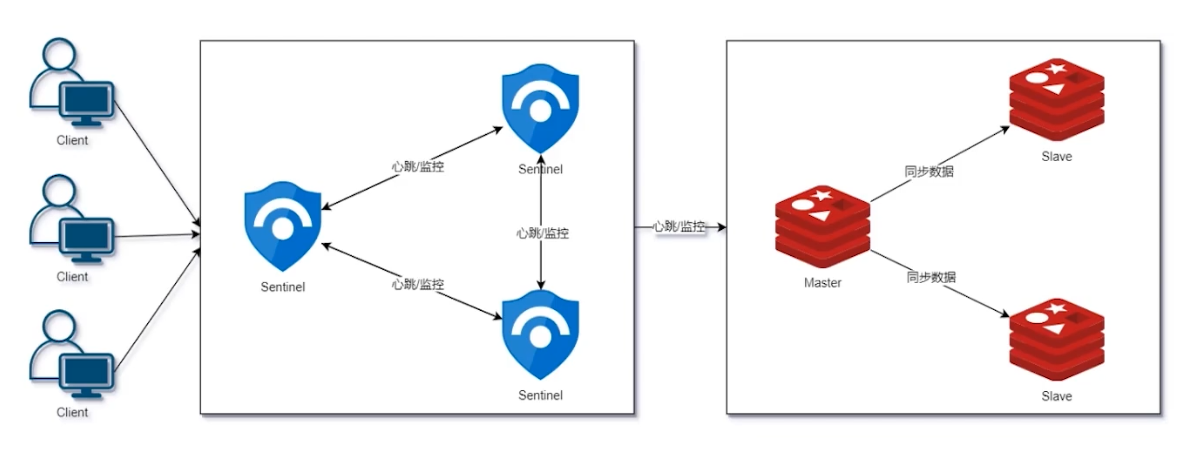 Client
Client
Client
Sentinel
Sentinel
Sentinel
心跳/监控
心跳/监控
心跳/监控
心跳/监控
Master
同步数据
同步数据
Slave
Slave